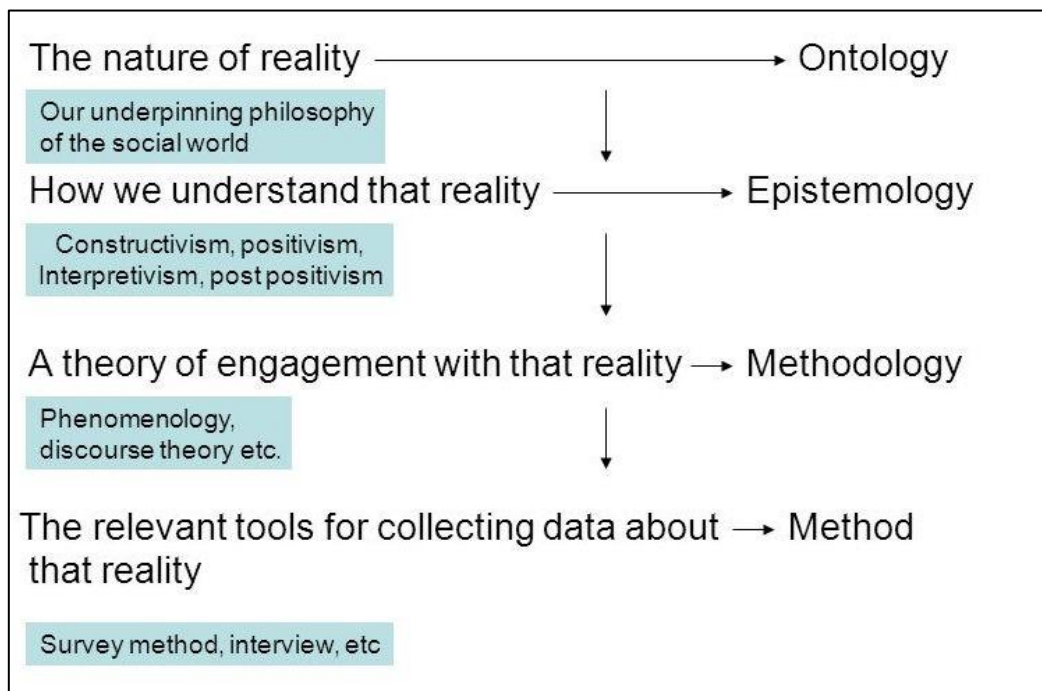 The nature of reality
Ontology
Our underpinning philosophy
of the social world
How we understand that reality
Epistemology
Constructivism, positivism,
Interpretivism, post positivism
A theory of engagement with that reality
Methodology
Phenomenology,
discourse theory etc.
The relevant tools for collecting data about
that reality
Method
Survey method, interview, etc